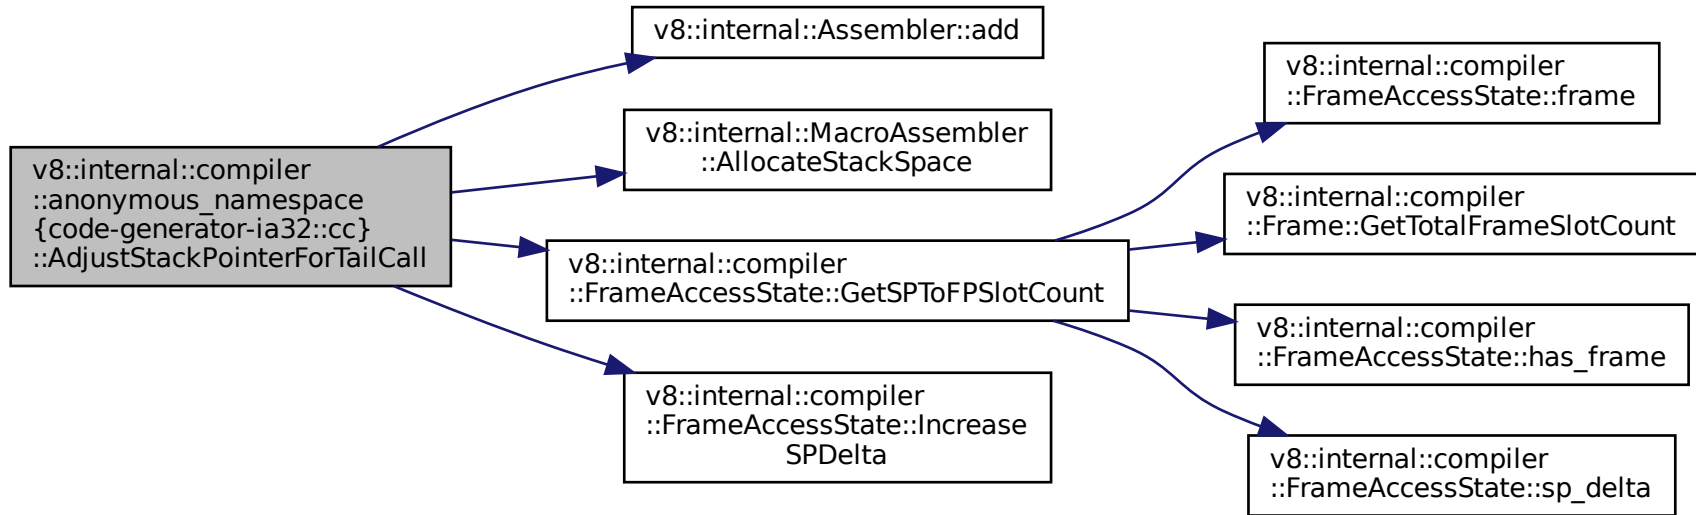 v8::internal::compiler
::anonymous_namespace
{code-generator-ia32::cc}
::AdjustStackPointerForTailCall
v8::internal::Assembler::add
v8::internal::MacroAssembler
::AllocateStackSpace
v8::internal::compiler
::FrameAccessState::GetSPToFPSlotCount
v8::internal::compiler
::FrameAccessState::Increase
SPDelta
v8::internal::compiler
::FrameAccessState::frame
v8::internal::compiler
::Frame::GetTotalFrameSlotCount
v8::internal::compiler
::FrameAccessState::has_frame
v8::internal::compiler
::FrameAccessState::sp_delta